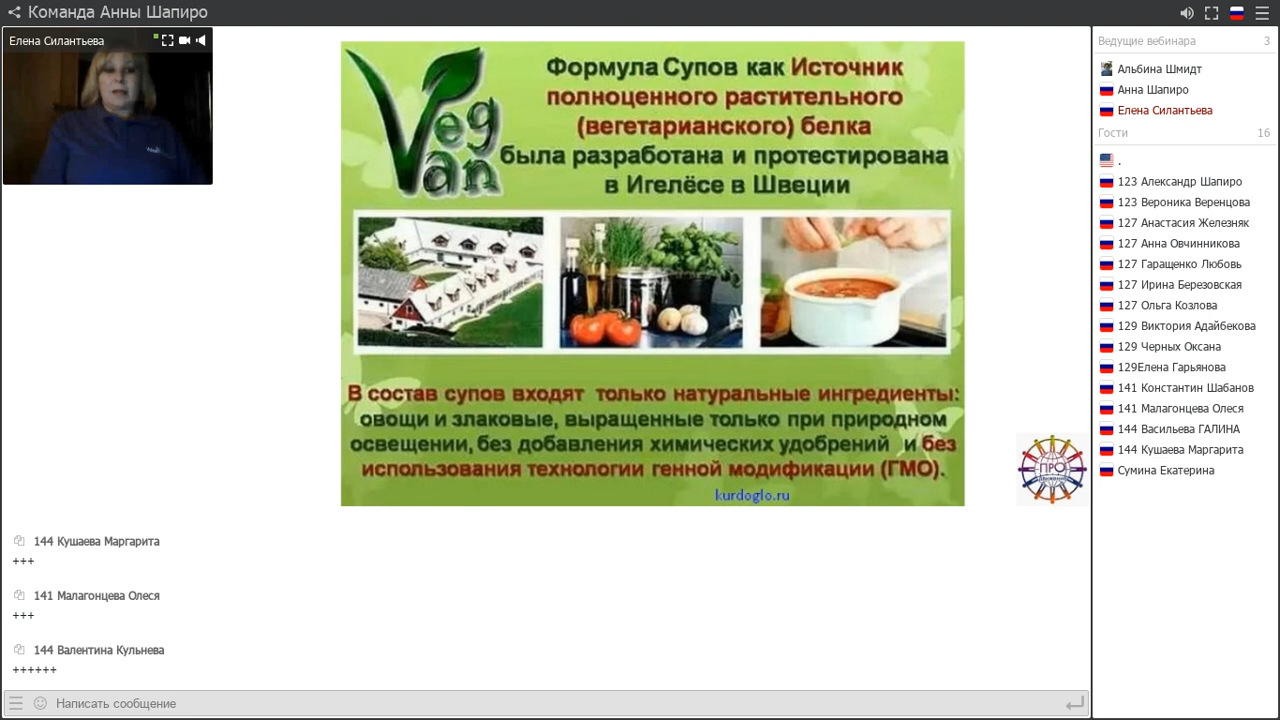 Команда Анны Шапиро
Елена Силантьева
Veg
an
Формула Супов как Источник
полноценного растительного
(вегетарианского) белка
была разработана и протестирована
в Игелёсе в Швеции
В состав супов входят только натуральные ингредиенты:
овощи и злаковые, выращенные только при природном
освещении, без добавления химических удобрений и без
использования технологии генной модификации (ГМО).
kurdoglo.ru
ПРО
144 Кушаева Маргарита
+++
141 Малагонцева Олеся
+++
144 Валентина Кульнева
++++++
Написать сообщение
Ведущие вебинара 3
Альбина Шмидт
Анна Шапиро
Елена Силантьева
Гости 16
.
123 Александр Шапиро
123 Вероника Веренцова
127 Анастасия Железняк
127 Анна Овчинникова
127 Гаращенко Любовь
127 Ирина Березовская
127 Ольга Козлова
129 Виктория Адайбекова
129 Черных Оксана
129Елена Гарьянова
141 Константин Шабанов
141 Малагонцева Олеся
144 Васильева ГАЛИНА
144 Кушаева Маргарита
Сумина Екатерина